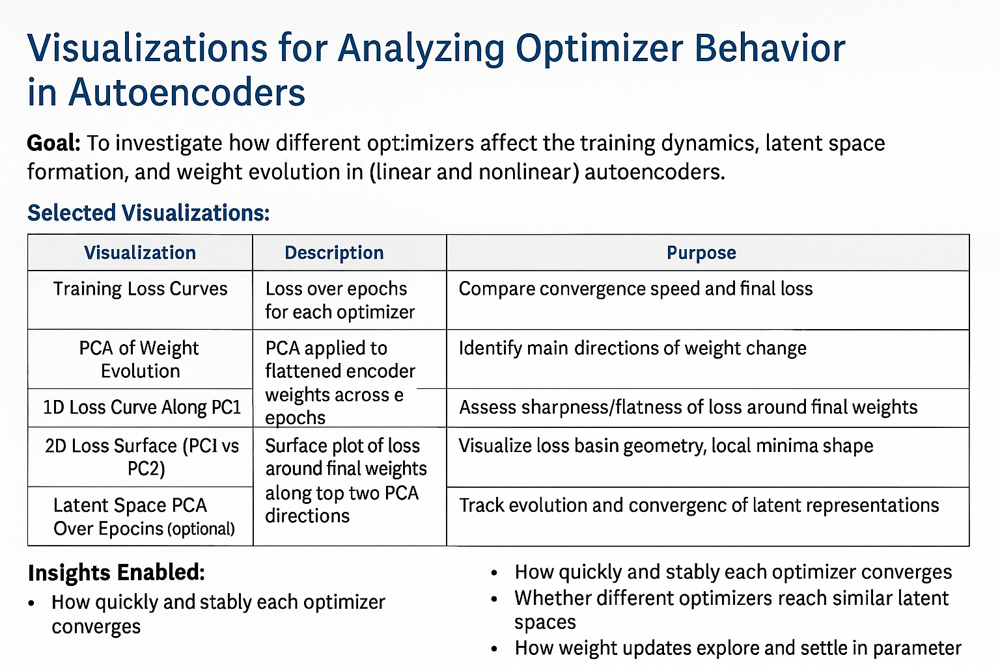 Visualizations for Analyzing Optimizer Behavior
in Autoencoders
Goal: To investigate how different opt:imizers affect the training dynamics, latent space
formation, and weight evolution in (linear and nonlinear) autoencoders.
Selected Visualizations:
Visualization
Description
Purpose
Training Loss Curves
Loss over epochs
for each optimizer
Compare convergence speed and final loss
PCA of Weight
Evolution
PCA applied to
flattened encoder
weights across e
epochs
Identify main directions of weight change
1D Loss Curve Along PC1
Assess sharpness/flatness of loss around final weights
2D Loss Surface (PC1 vs
PC2)
Surface plot of loss
around final weights
along top two PCA
directions
Visualize loss basin geometry, local minima shape
Latent Space PCA
Over Epocins (optional)
Track evolution and convergenc of latent representations
Insights Enabled:
• How quickly and stably each optimizer
converges
• How quickly and stably each optimizer converges
• Whether different optimizers reach similar latent
spaces
• How weight updates explore and settle in parameter